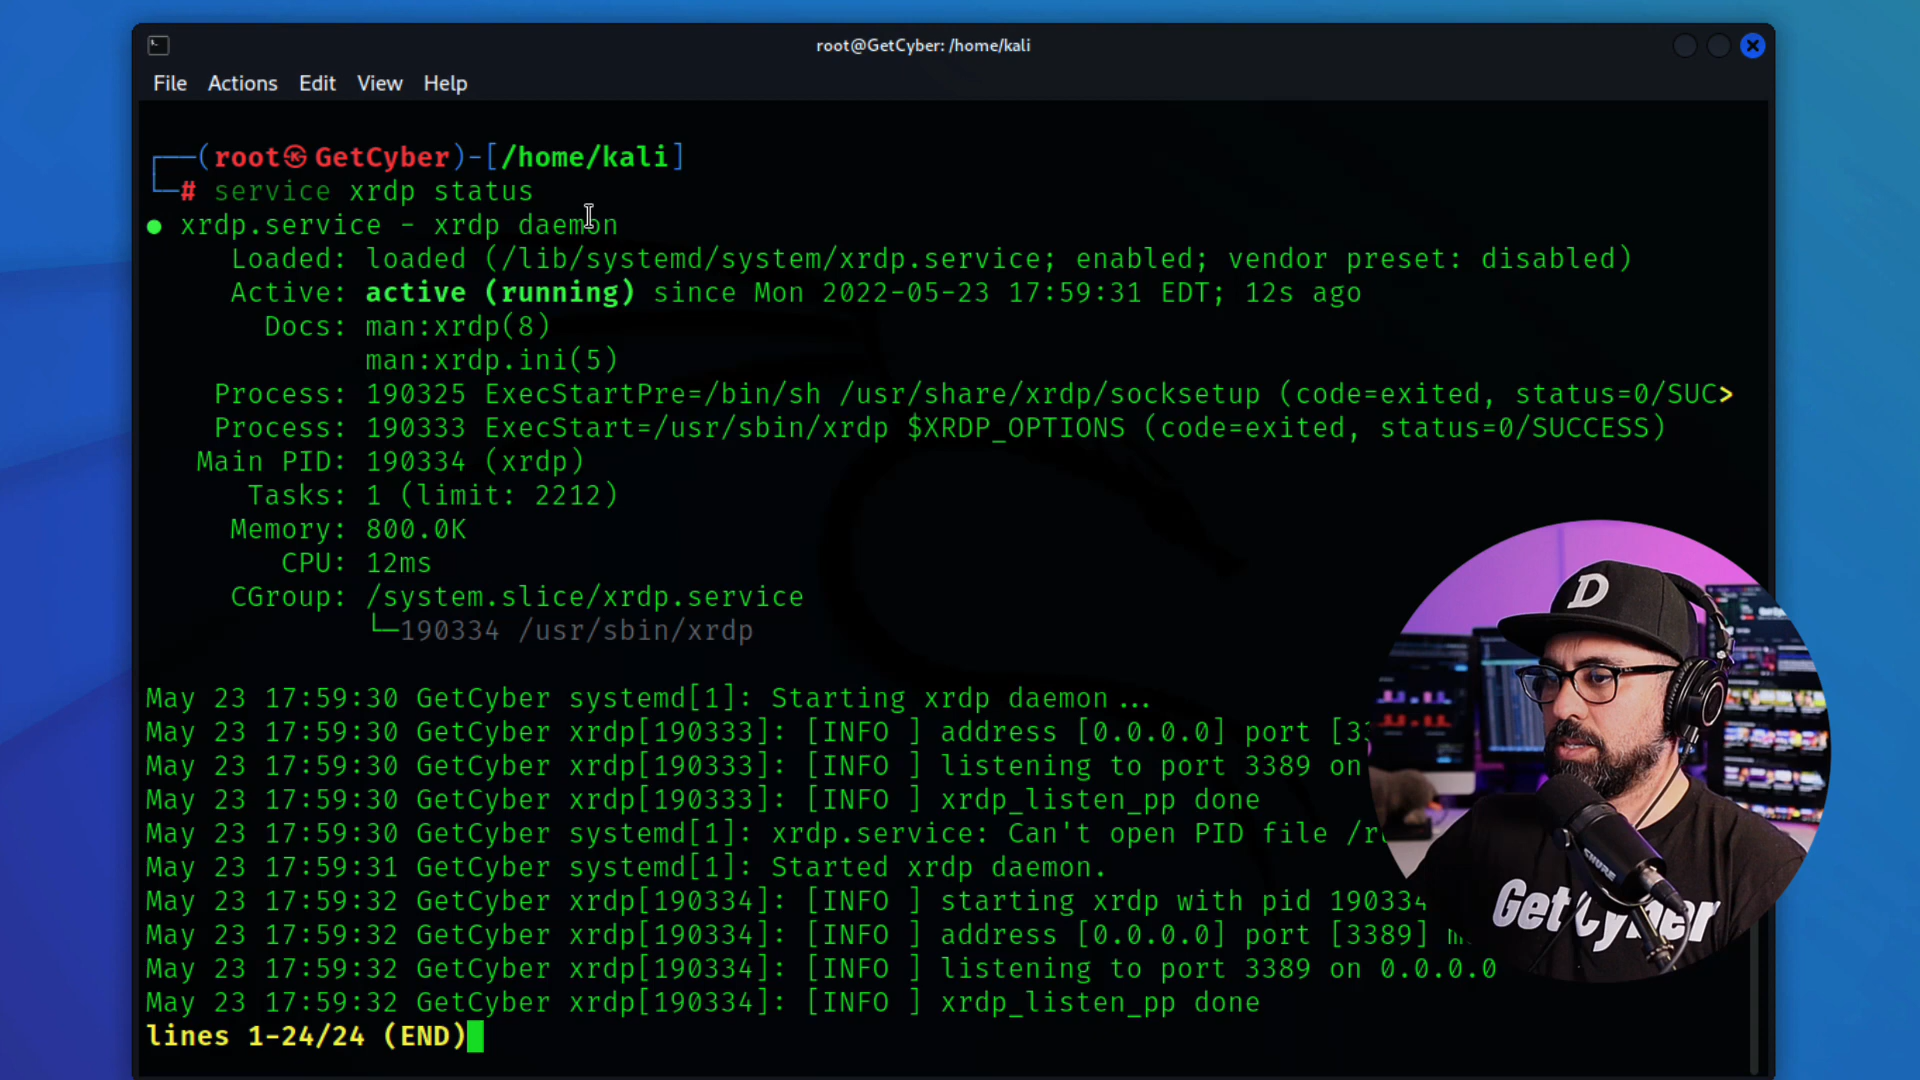 root@GetCyber: /home/kali
File Actions Edit View Help
┌──(root㉿GetCyber)-[/home/kali]
└─# service xrdp status
● xrdp.service - xrdp daemon
Loaded: loaded (/lib/systemd/system/xrdp.service; enabled; vendor preset: disabled)
Active: active (running) since Mon 2022-05-23 17:59:31 EDT; 12s ago
Docs: man:xrdp(8)
man:xrdp.ini(5)
Process: 190325 ExecStartPre=/bin/sh /usr/share/xrdp/socksetup (code=exited, status=0/SUC>
Process: 190333 ExecStart=/usr/sbin/xrdp $XRDP_OPTIONS (code=exited, status=0/SUCCESS)
Main PID: 190334 (xrdp)
Tasks: 1 (limit: 2212)
Memory: 800.0K
CPU: 12ms
CGroup: /system.slice/xrdp.service
└─190334 /usr/sbin/xrdp
May 23 17:59:30 GetCyber systemd[1]: Starting xrdp daemon...
May 23 17:59:30 GetCyber xrdp[190333]: [INFO ] address [0.0.0.0] port [33
May 23 17:59:30 GetCyber xrdp[190333]: [INFO ] listening to port 3389 on
May 23 17:59:30 GetCyber xrdp[190333]: [INFO ] xrdp_listen_pp done
May 23 17:59:30 GetCyber systemd[1]: xrdp.service: Can't open PID file
May 23 17:59:31 GetCyber systemd[1]: Started xrdp daemon.
May 23 17:59:32 GetCyber xrdp[190334]: [INFO ] starting xrdp with pid 190334
May 23 17:59:32 GetCyber xrdp[190334]: [INFO ] address [0.0.0.0] port [3389]
May 23 17:59:32 GetCyber xrdp[190334]: [INFO ] listening to port 3389 on 0.0.0.0
May 23 17:59:32 GetCyber xrdp[190334]: [INFO ] xrdp_listen_pp done
lines 1-24/24 (END)
D
SHURE
GetCyber